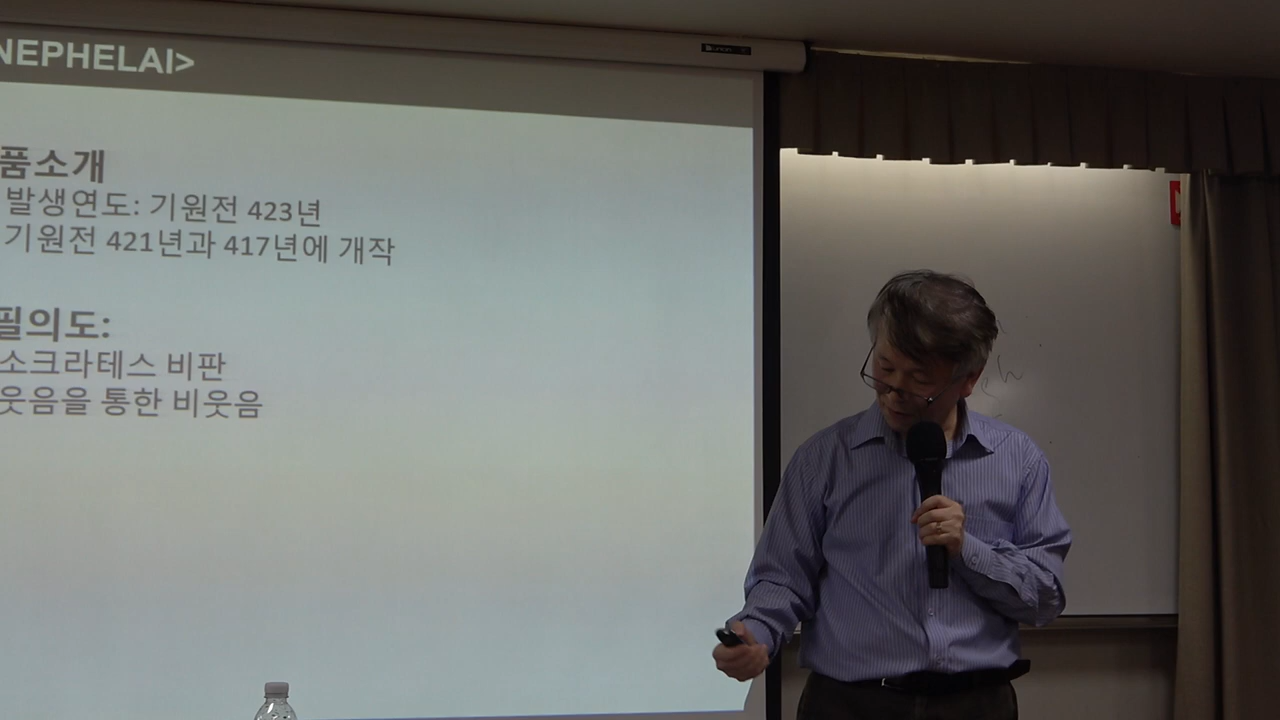 NEPHELAI>
품소개
발생연도: 기원전 423년
기원전 421년과 417년에 개작
필의도:
소크라테스 비판
웃음을 통한 비웃음